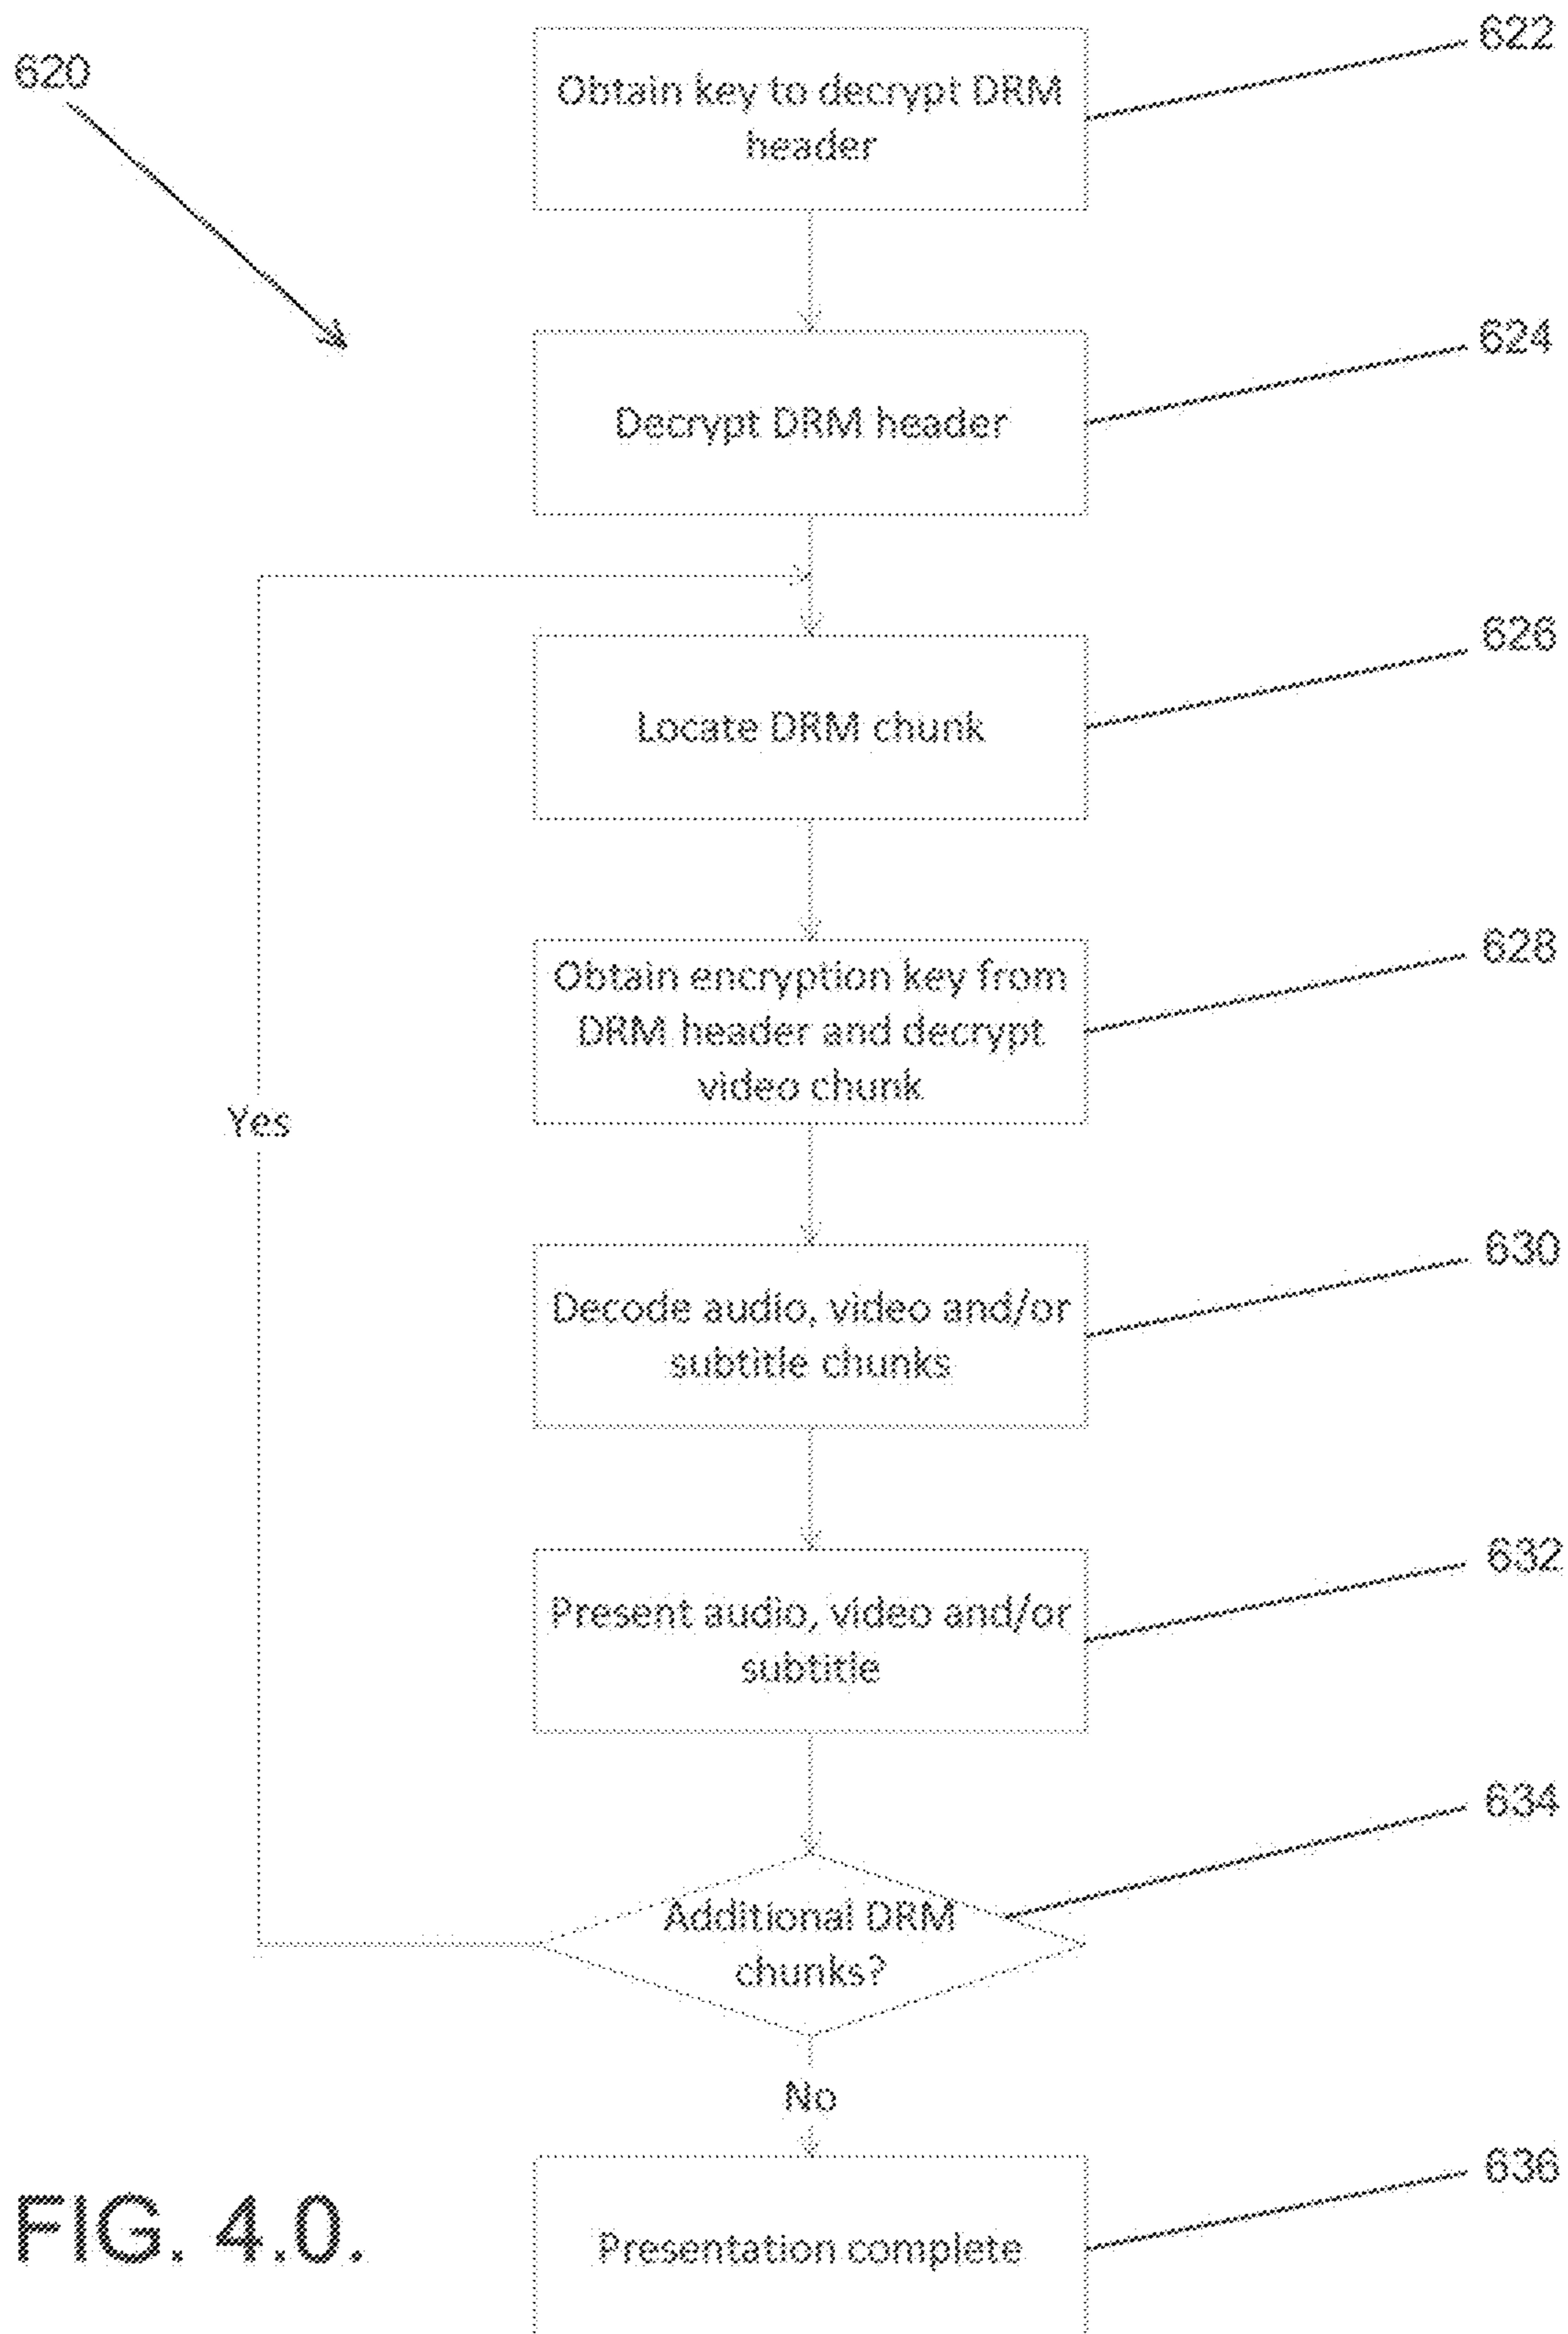 620
622
Obtain key to decrypt DRM
header
624
Decrypt DRM header
626
Locate DRM chunk
628
Obtain encryption key from
DRM header and decrypt
video chunk
Yes
630
Decode audio, video and/or
subtitle chunks
632
Present audio, video and/or
subtitle
634
Additional DRM
chunks?
No
636
Presentation complete
FIG. 4.0.